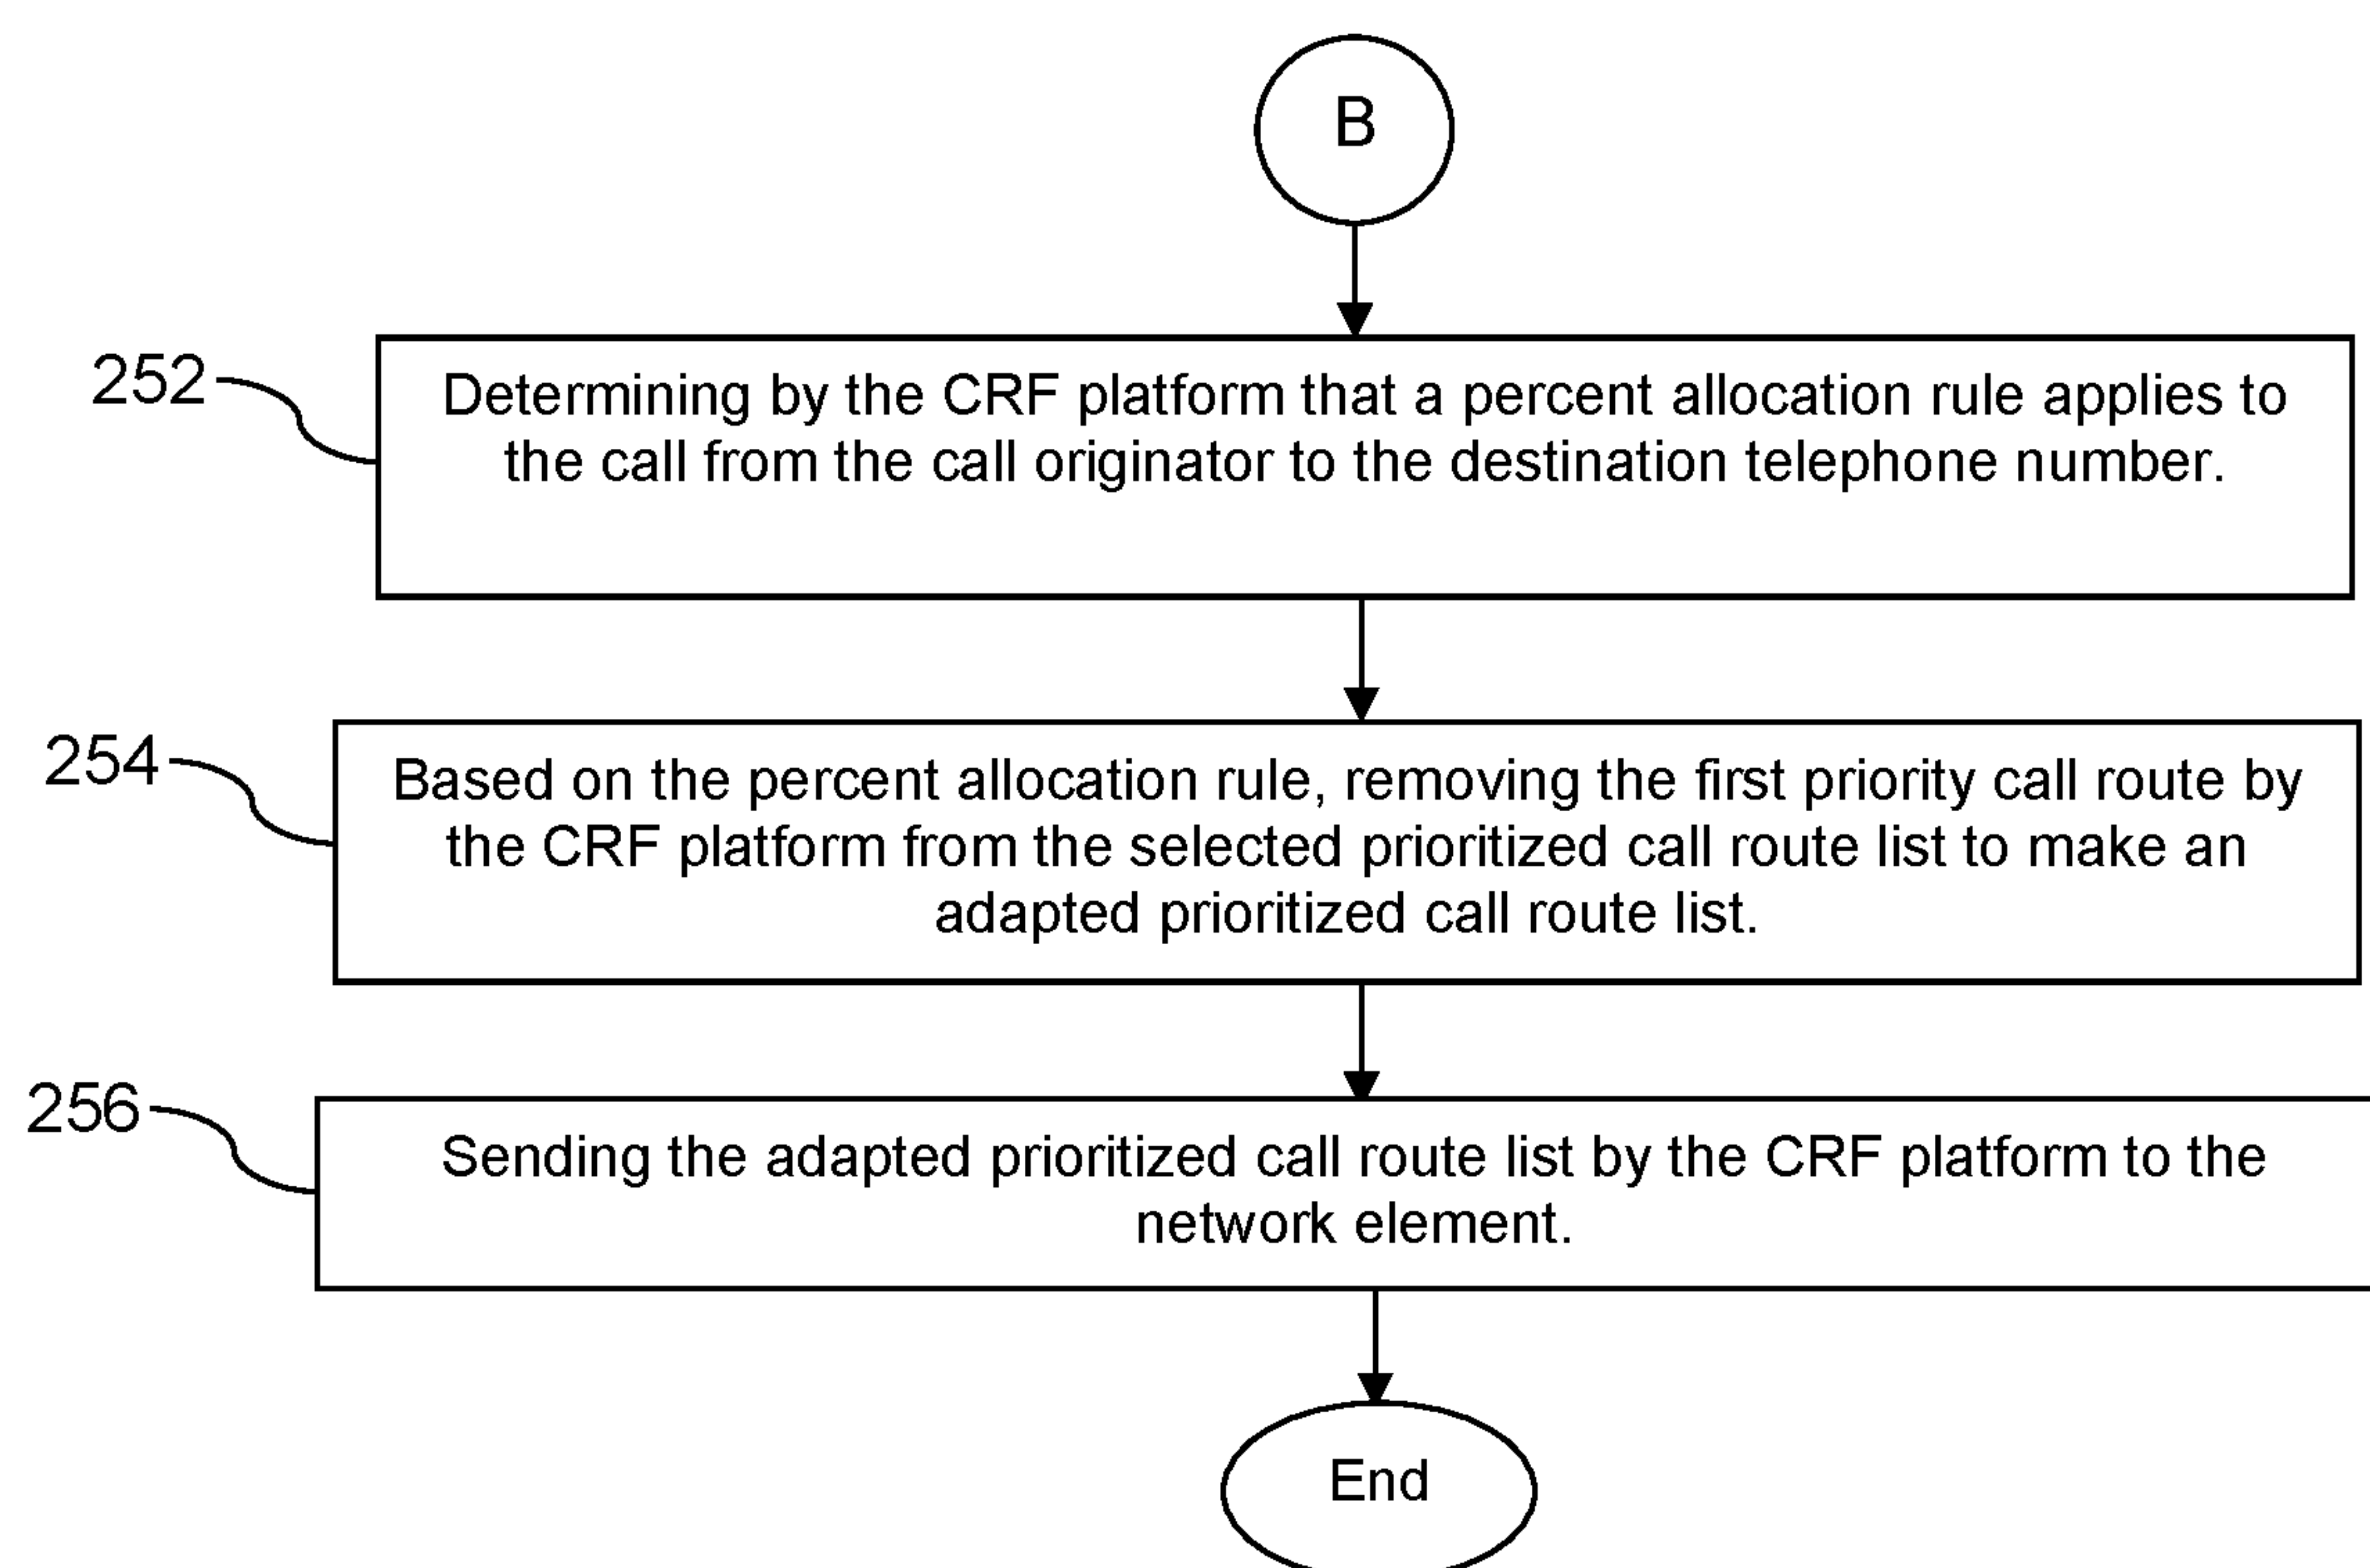 B
252
Determining by the CRF platform that a percent allocation rule applies to
the call from the call originator to the destination telephone number.
254
Based on the percent allocation rule, removing the first priority call route by
the CRF platform from the selected prioritized call route list to make an
adapted prioritized call route list.
256
Sending the adapted prioritized call route list by the CRF platform to the
network element.
End